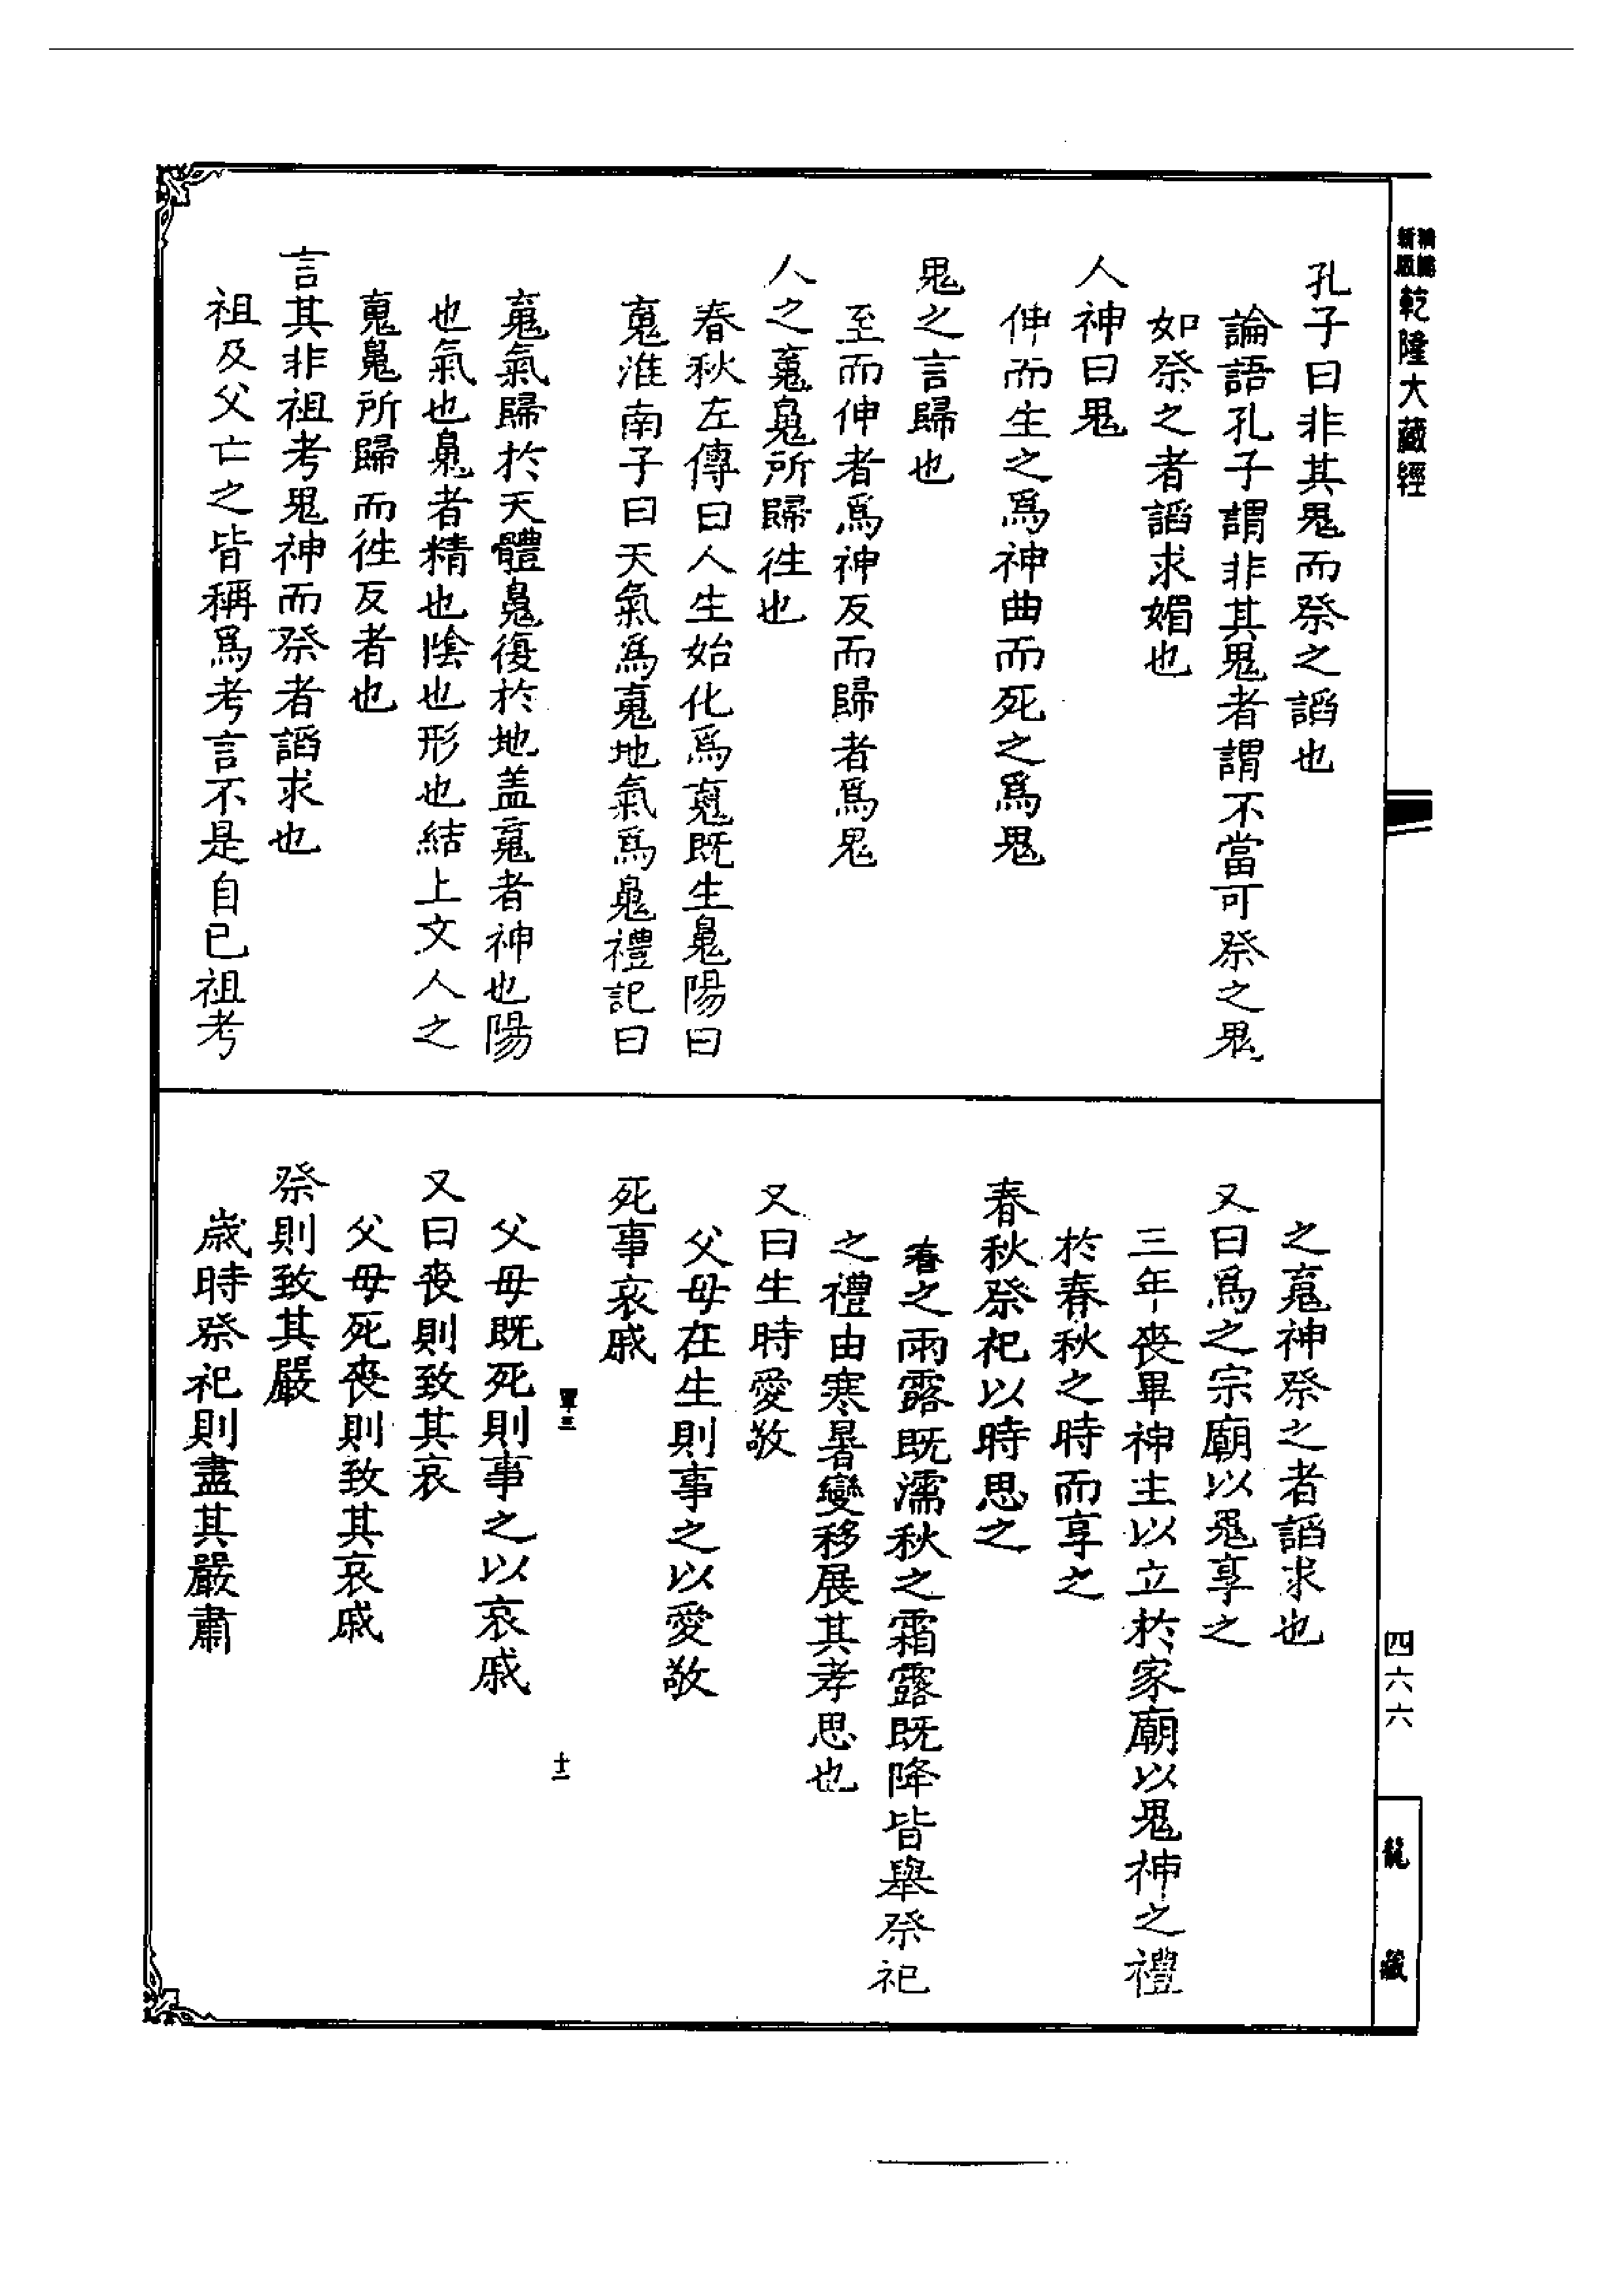 新編
新版
乾隆大藏經
孔子曰非其鬼而祭之謟也
論語孔子謂非其鬼者謂不當可祭之鬼
如祭之者謟求媚也
人神曰鬼
伸而生之爲神曲而死之爲鬼
鬼之言歸也
至而伸者爲神反而歸者爲鬼
人之䰟鬽所歸往也
春秋左傳曰人生始化爲䰟既生鬽陽曰
䰟淮南子曰天氣爲䰟地氣爲鬽禮記曰
䰟氣歸於天體鬽復於地盖䰟者神也陽
也氣也鬽者精也陰也形也結上文人之
䰟鬽所歸而往反者也
言其非祖考鬼神而祭者謟求也
祖及父亡之皆稱爲考言不是自己祖考
之䰟神祭之者謟求也
又曰爲之宗廟以鬼享之
三年喪畢神主以立於家廟以鬼神之禮
於春秋之時而享之
春秋祭祀以時思之
春之雨露既濡秋之霜露既降皆舉祭祀
之禮由寒暑變移展其孝思也
又曰生時愛敬
父母在生則事之以愛敬
死事哀戚
十二
父母既死則事之以哀戚
又曰喪則致其哀
父母死喪則致其哀戚
祭則致其嚴
歲時祭祀則盡其嚴肅
四六六
龍藏